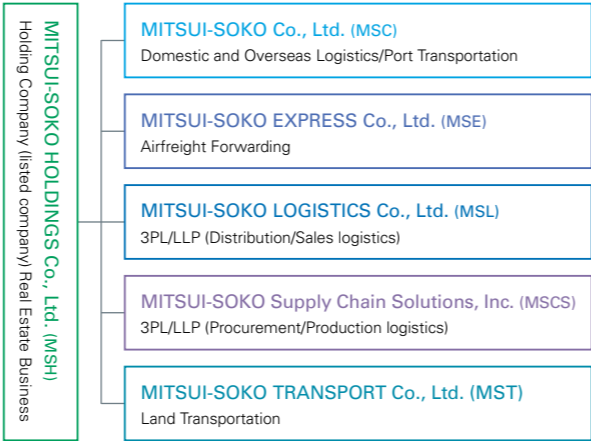 MITSUI-SOKO HOLDINGS Co., Ltd. (MSH)
Holding Company (listed company) Real Estate Business
MITSUI-SOKO Co., Ltd. (MSC)
Domestic and Overseas Logistics/Port Transportation
MITSUI-SOKO EXPRESS Co., Ltd. (MSE)
Airfreight Forwarding
MITSUI-SOKO LOGISTICS Co., Ltd. (MSL)
3PL/LLP (Distribution/Sales logistics)
MITSUI-SOKO Supply Chain Solutions, Inc. (MSCS)
3PL/LLP (Procurement/Production logistics)
MITSUI-SOKO TRANSPORT Co., Ltd. (MST)
Land Transportation